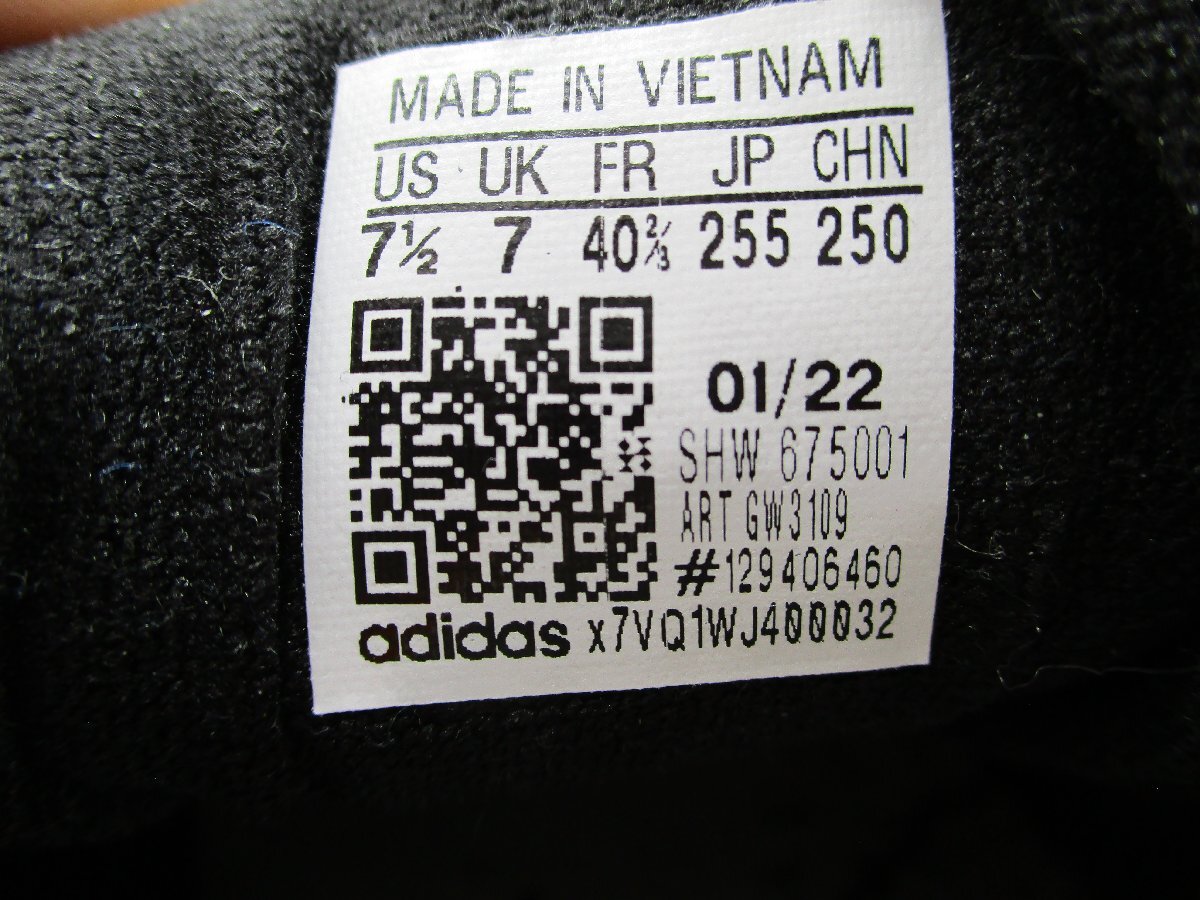 MADE IN VIETNAM
US UK FR JP CHN
7½ 7 40⅔ 255 250
01/22
SHW 675001
ART GW3109
#129406460
adidas x7VQ1WJ400032